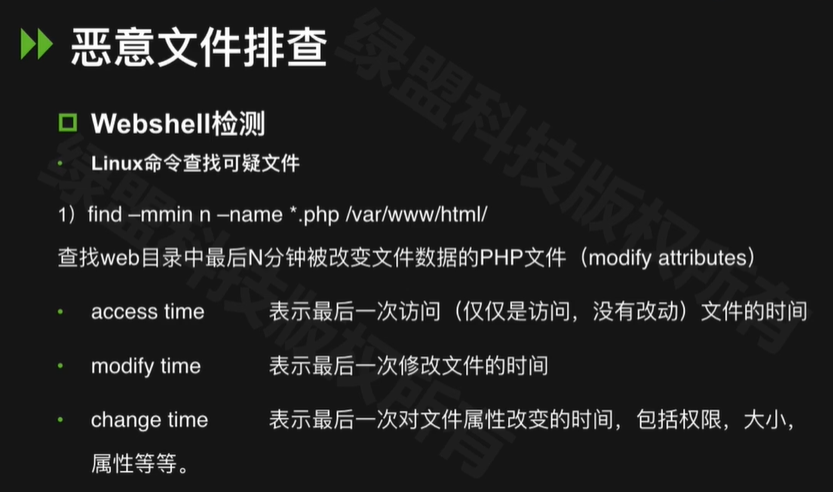 恶意文件排查
Webshell检测
• Linux命令查找可疑文件
1）find –mmin n –name *.php /var/www/html/
查找web目录中最后N分钟被改变文件数据的PHP文件（modify attributes）
• access time 表示最后一次访问（仅仅是访问，没有改动）文件的时间
• modify time 表示最后一次修改文件的时间
• change time 表示最后一次对文件属性改变的时间，包括权限，大小，
属性等等。
绿盟科技版权所有
绿盟科技版权所有